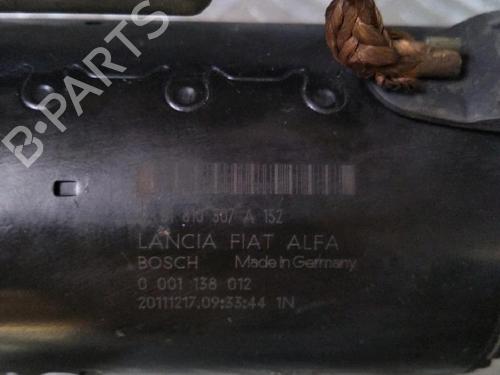 B-PARTS
810 307 A 152
LANCIA FIAT ALFA
BOSCH Made in Germany
0 001 138 012
20111217.09:33:44 1N